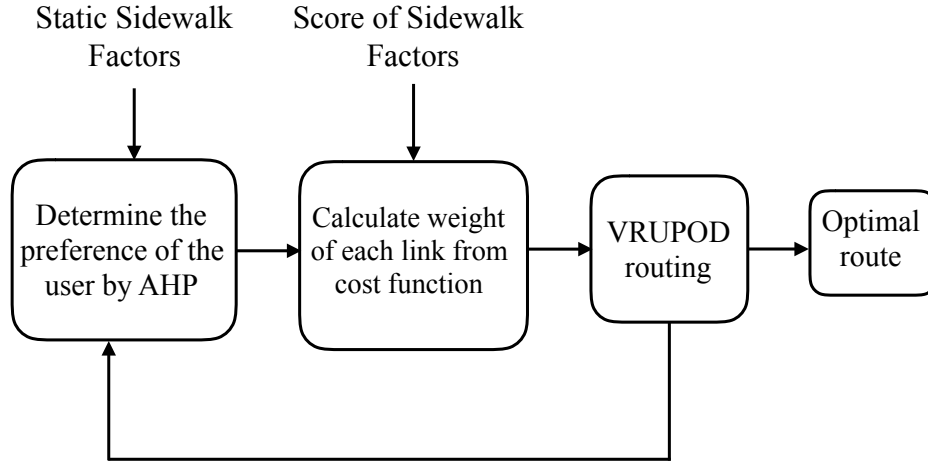 Static Sidewalk
Factors
Score of Sidewalk
Factors
Determine the
preference of the
user by AHP
Calculate weight
of each link from
cost function
VRUPOD
routing
Optimal
route